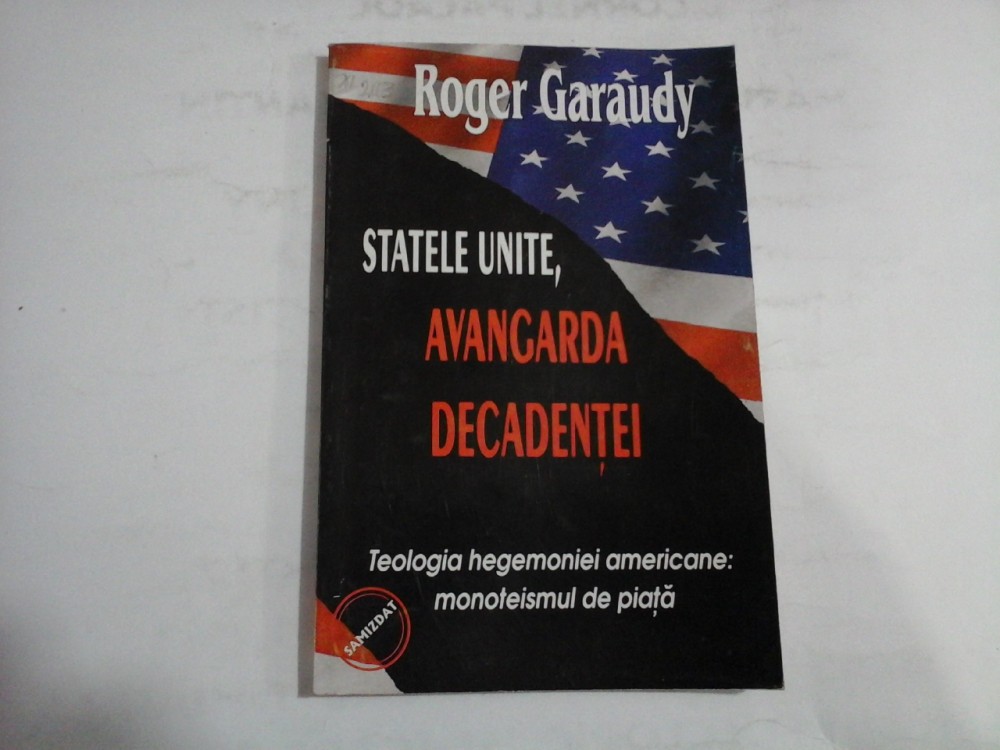 Roger Garaudy
STATELE UNITE,
AVANGARDA
DECADENȚEI
Teologia hegemoniei americane:
monoteismul de piață
SAMIZDAT